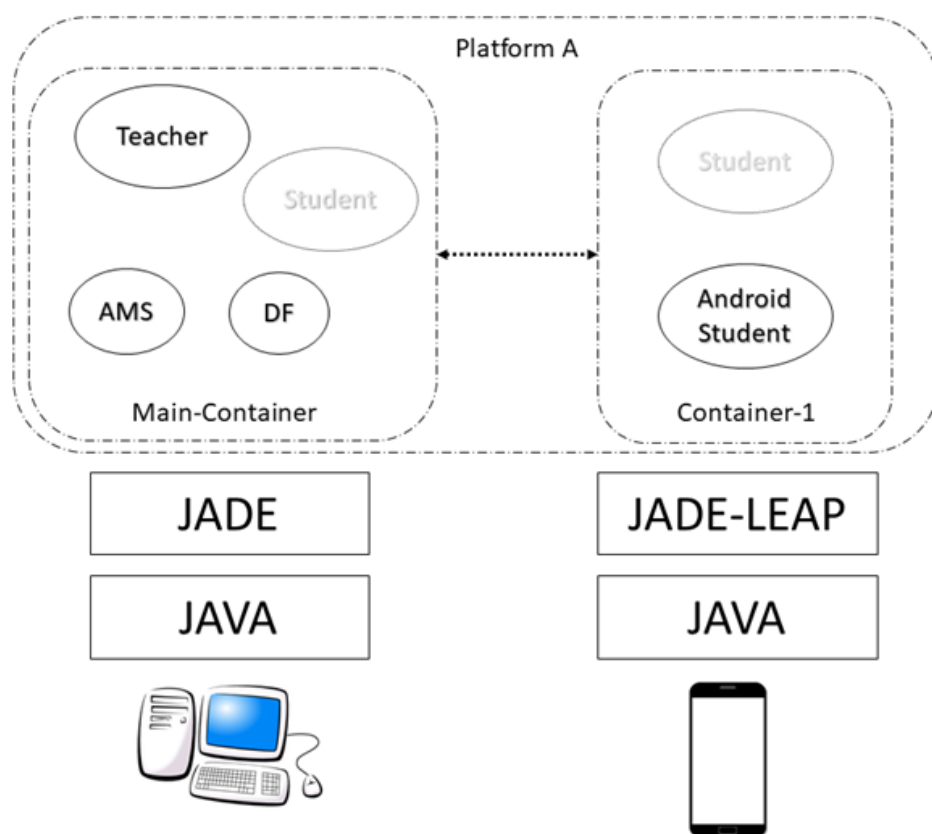 Platform A
Teacher
Student
AMS
DF
Main-Container
Student
Android
Student
Container-1
JADE
JADE-LEAP
JAVA
JAVA